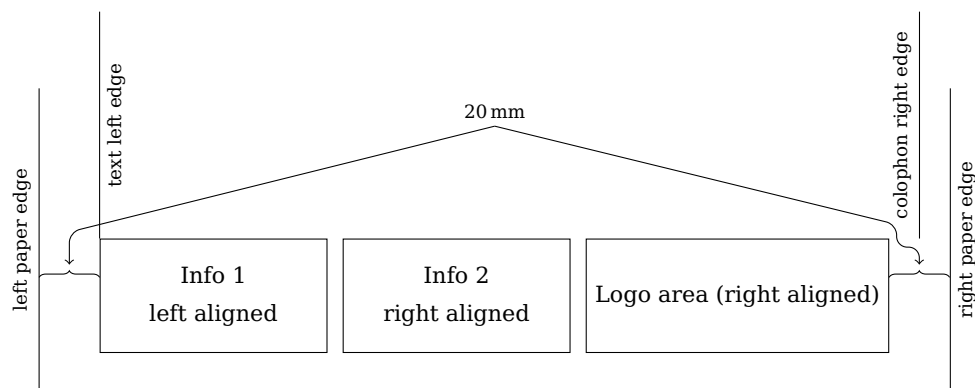 20 mm
left paper edge
text left edge
colophon right edge
right paper edge
Info 1
left aligned
Info 2
right aligned
Logo area (right aligned)